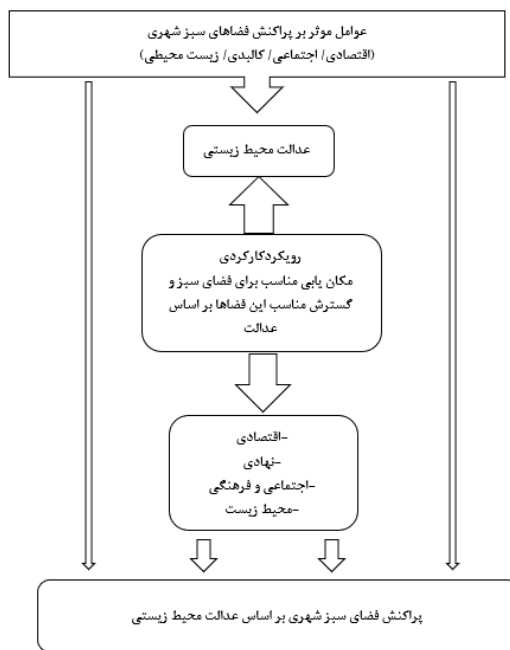 عوامل موثر بر پراکنش فضاهای سبز شهری
(اقتصادی/ اجتماعی/ کالبدی/ زیست محیطی)
عدالت محیط زیستی
رویکردکارکردی
مکان یابی مناسب برای فضای سبز و
گسترش مناسب این فضاها بر اساس
عدالت
-اقتصادی
-نهادی
-اجتماعی و فرهنگی
-محیط زیست
پراکنش فضای سبز شهری بر اساس عدالت محیط زیستی